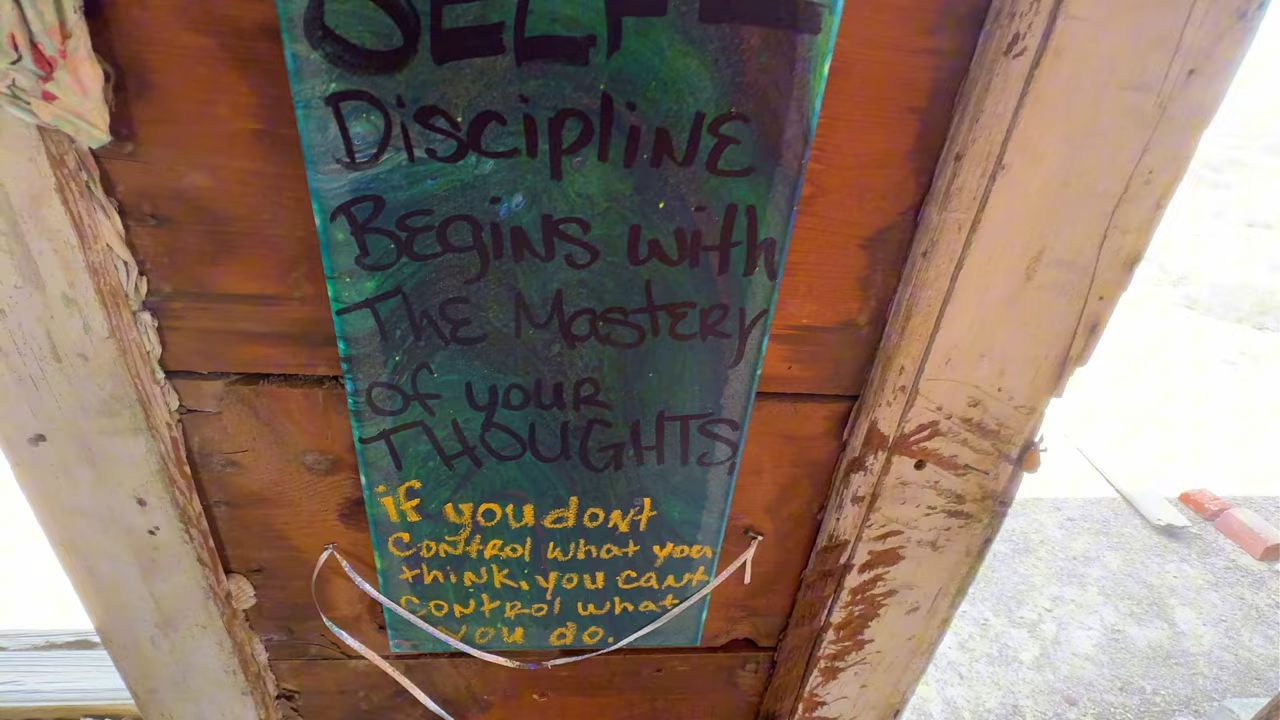 SELF-
DiscipliNE
BEgiNS with
ThE MastERy
of youR
THOUGHTS
if you dont
CoNtRol what you
thiNK, you caNt
coNtRol what
you do.